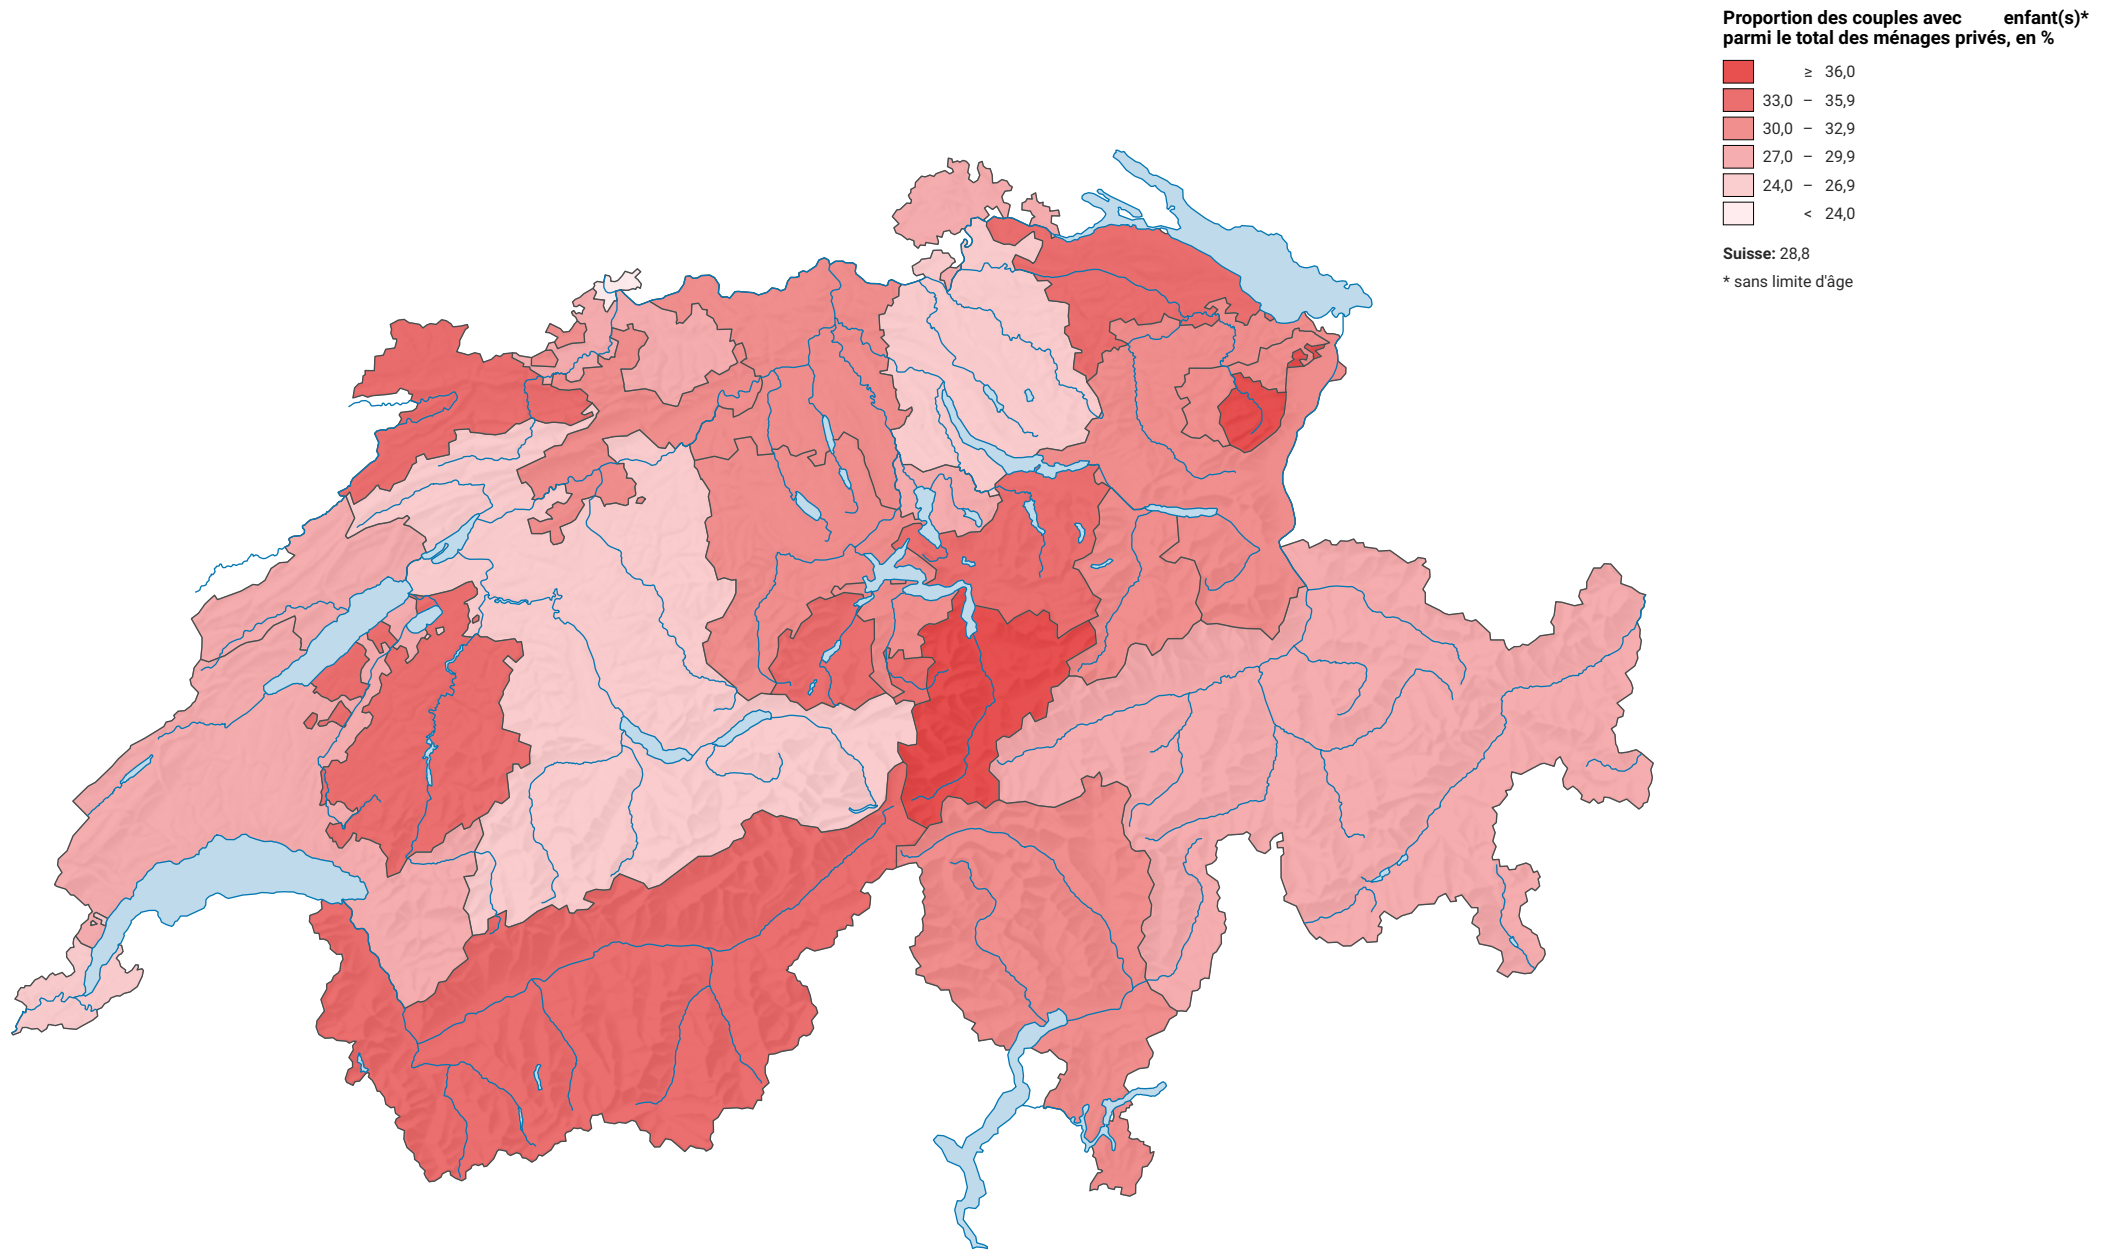 Proportion des couples avec enfant(s)*
parmi le total des ménages privés, en %
≥ 36,0
33,0 – 35,9
30,0 – 32,9
27,0 – 29,9
24,0 – 26,9
< 24,0
Suisse: 28,8
* sans limite d'âge